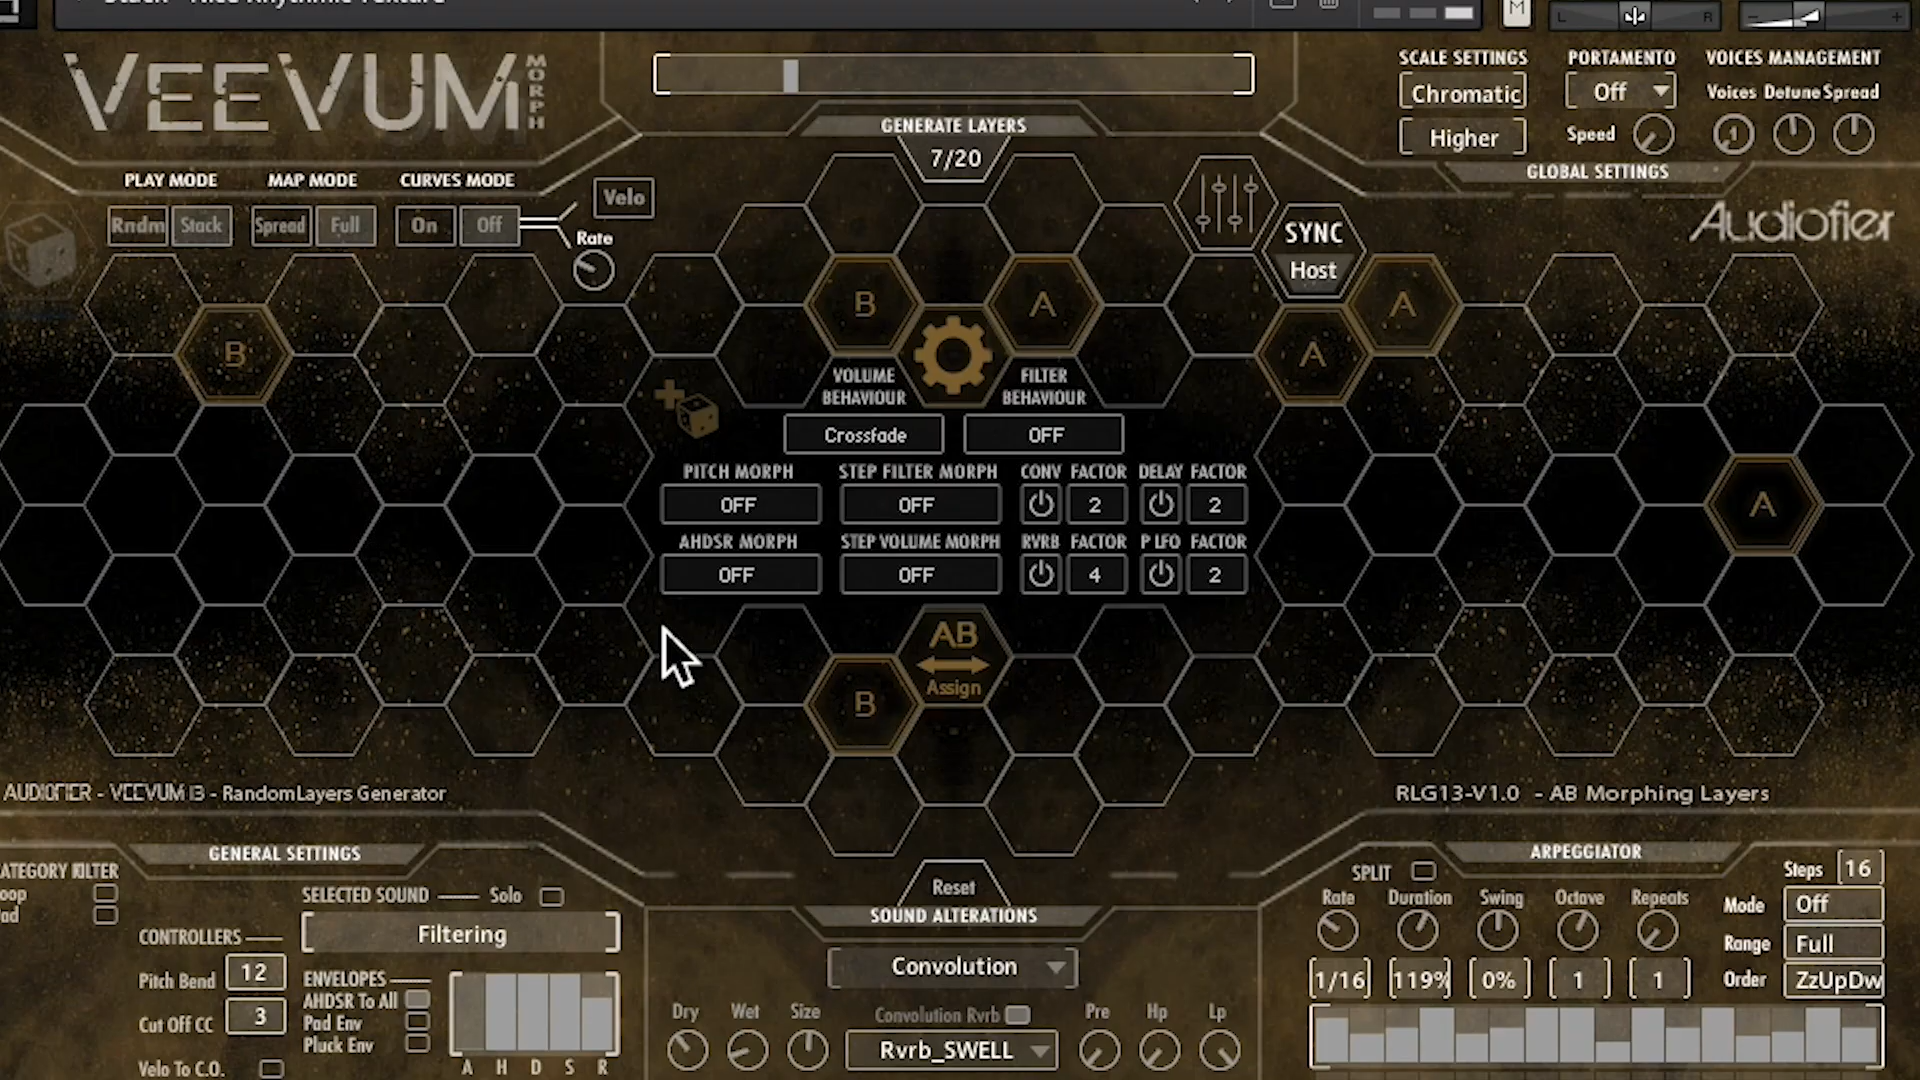 Stack - Nice Rhythmic Texture
M
L R
- +
VEEVUM MORPH
GENERATE LAYERS
7/20
SCALE SETTINGS
Chromatic
Higher
PORTAMENTO
Off
Speed
VOICES MANAGEMENT
Voices Detune Spread
1
GLOBAL SETTINGS
Audiofier
PLAY MODE
Rndm Stack
MAP MODE
Spread Full
CURVES MODE
On Off
Velo
Rate
SYNC
Host
B
B
A
A
A
A
VOLUME
BEHAVIOUR
Crossfade
FILTER
BEHAVIOUR
OFF
PITCH MORPH STEP FILTER MORPH CONV FACTOR DELAY FACTOR
OFF OFF 2 2
AHDSR MORPH STEP VOLUME MORPH RVRB FACTOR P LFO FACTOR
OFF OFF 4 2
AB
Assign
B
AUDIOFIER - VEEVUM - RandomLayers Generator
RLG13-V1.0 - AB Morphing Layers
GENERAL SETTINGS
ATEGORY FILTER
oop
ad
SELECTED SOUND Solo
Filtering
CONTROLLERS
Pitch Bend 12
Cut Off CC 3
Velo To C.O.
ENVELOPES
AHDSR To All
Pad Env
Pluck Env
A H D S R
Reset
SOUND ALTERATIONS
Convolution
Dry Wet Size Convolution Rvrb Pre Hp Lp
Rvrb_SWELL
ARPEGGIATOR
SPLIT
Steps 16
Rate Duration Swing Octave Repeats
1/16 119% 0% 1 1
Mode Off
Range Full
Order ZzUpDw